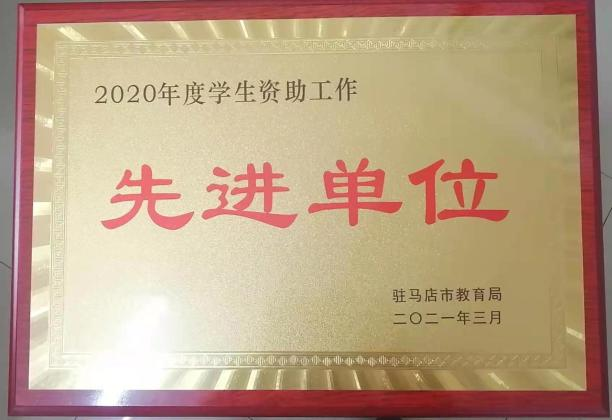 2020年度学生资助工作
先进单位
驻马店市教育局
二〇二一年三月